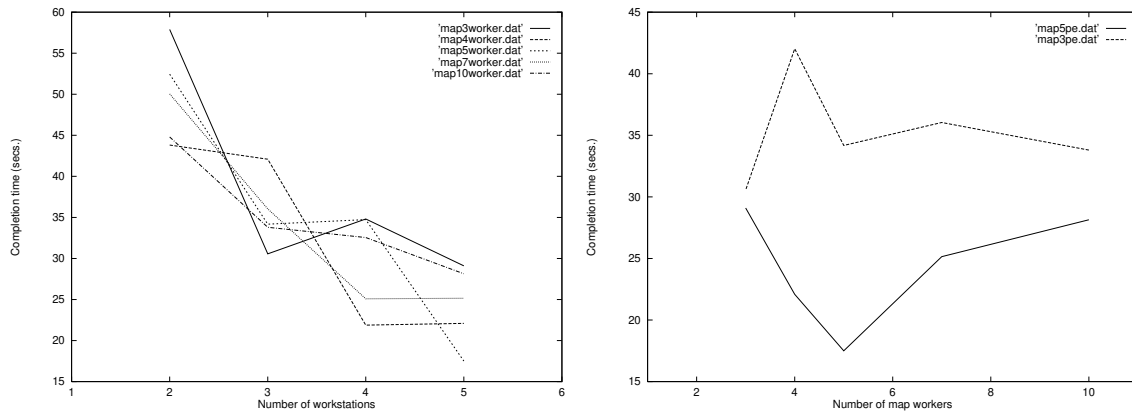 60
55
50
45
40
35
30
25
20
15
1
2
3
4
5
6
Completion time (secs.)
Number of workstations
'map3worker.dat'
'map4worker.dat'
'map5worker.dat'
'map7worker.dat'
'map10worker.dat'
45
40
35
30
25
20
15
2
4
6
8
10
Completion time (secs.)
Number of map workers
'map5pe.dat'
'map3pe.dat'